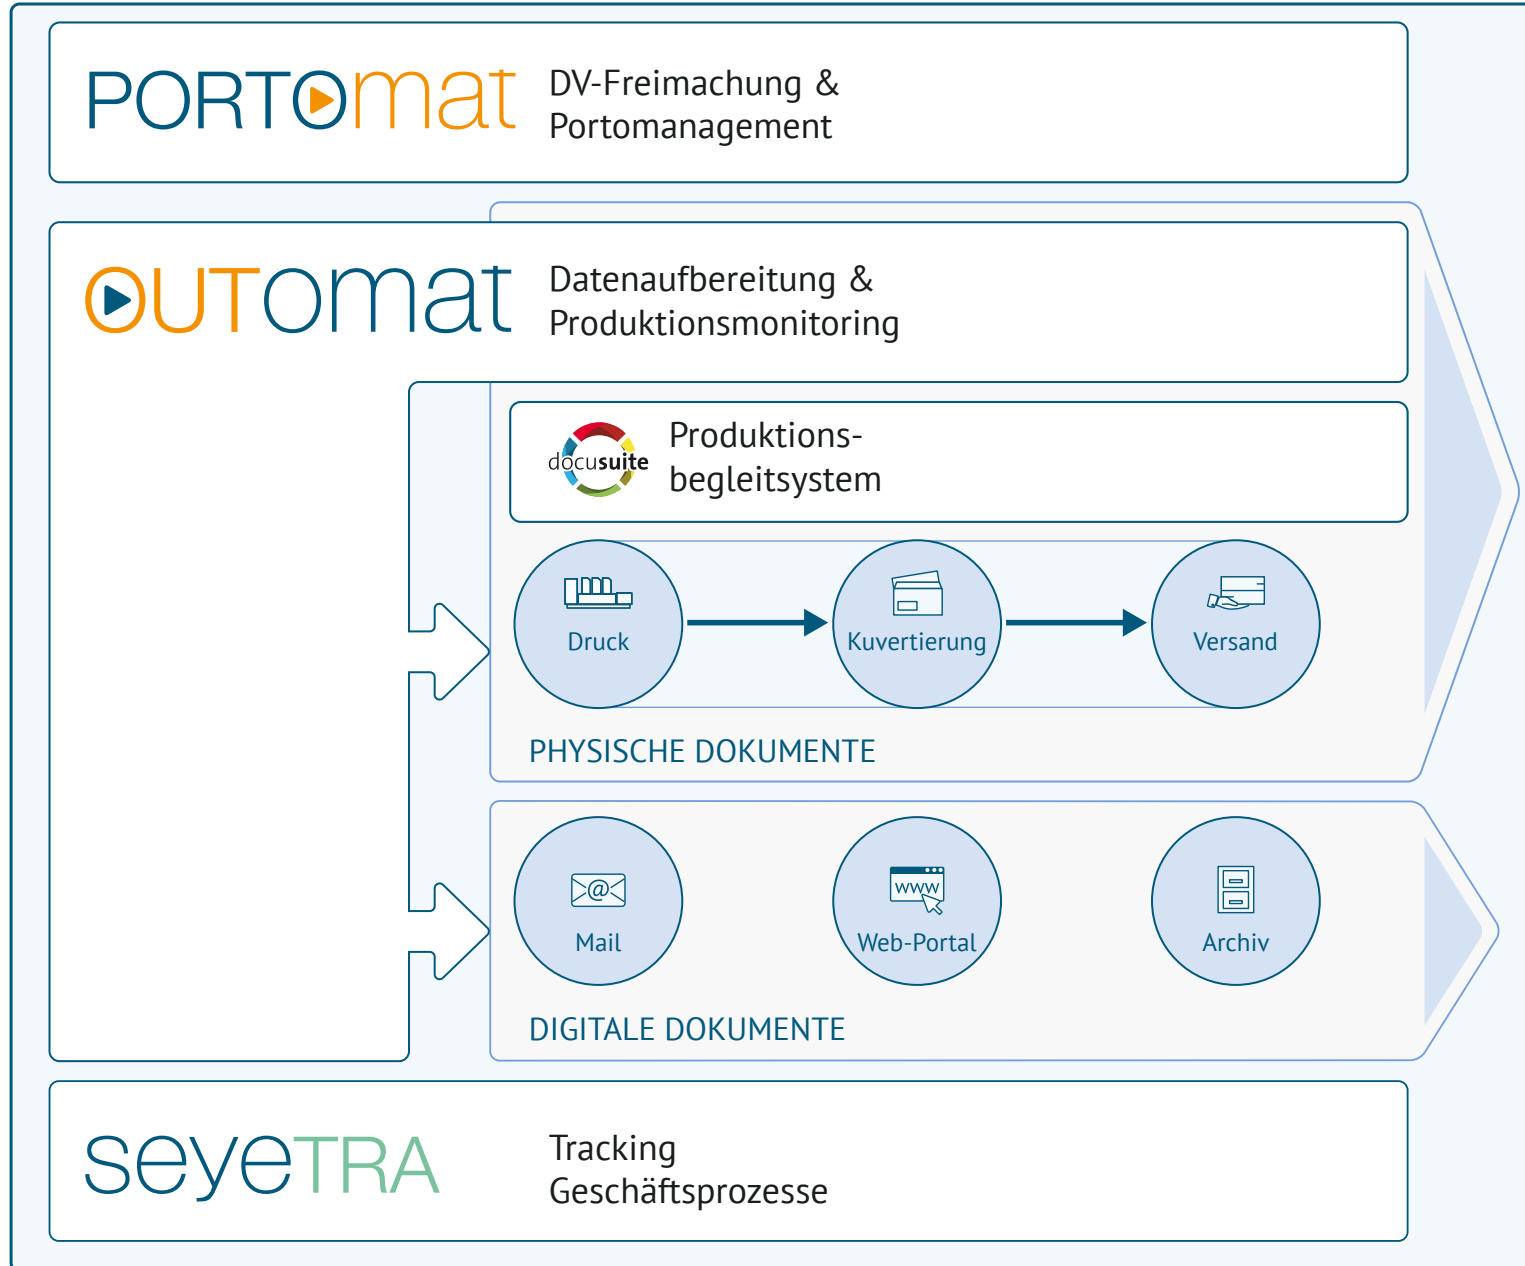 PORTOmat
DV-Freimachung &
Portomanagement
OUTomat
Datenaufbereitung &
Produktionsmonitoring
docusuite
Produktions-
begleitsystem
Druck
Kuvertierung
Versand
PHYSISCHE DOKUMENTE
@
Mail
www
Web-Portal
Archiv
DIGITALE DOKUMENTE
seyeTRA
Tracking
Geschäftsprozesse